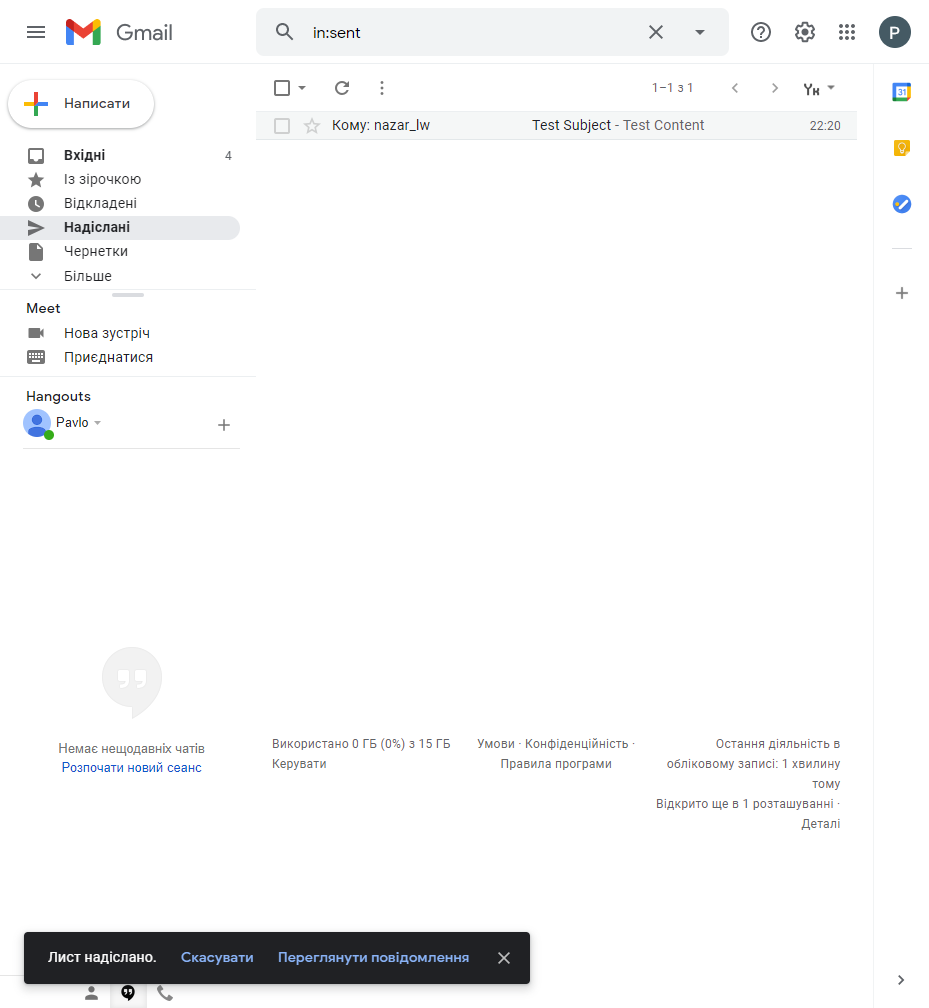 Gmail
in:sent
P
Написати
1–1 з 1
Ук
31
Кому: nazar_lw Test Subject - Test Content 22:20
Вхідні 4
Із зірочкою
Відкладені
Надіслані
Чернетки
Більше
Meet
Нова зустріч
Приєднатися
Hangouts
Pavlo
Немає нещодавніх чатів
Розпочати новий сеанс
Використано 0 ГБ (0%) з 15 ГБ
Керувати
Умови · Конфіденційність ·
Правила програми
Остання діяльність в
обліковому записі: 1 хвилину
тому
Відкрито ще в 1 розташуванні ·
Деталі
Лист надіслано. Скасувати Переглянути повідомлення